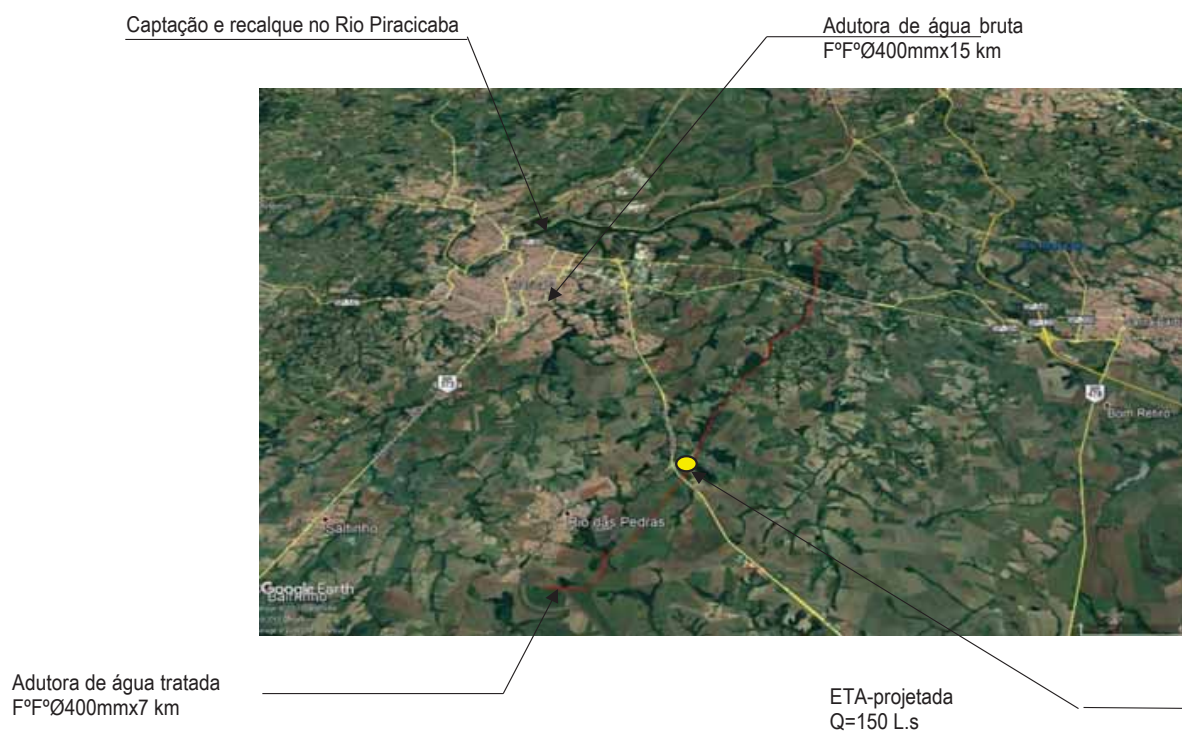 Captação e recalque no Rio Piracicaba
Adutora de água bruta
FºFºØ400mmx15 km
Bom Retiro
Rio das Pedras
Saltinho
Google Earth
Adutora de água tratada
FºFºØ400mmx7 km
ETA-projetada
Q=150 L.s